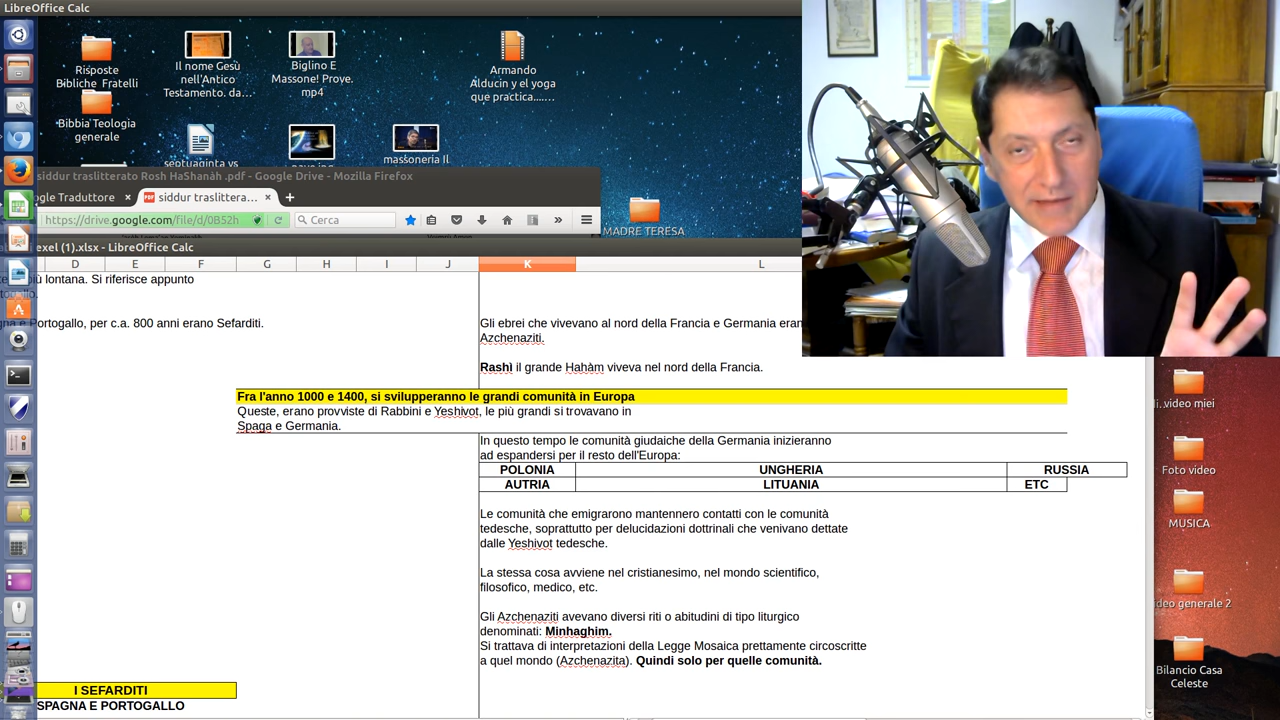 LibreOffice Calc
Risposte
Bibliche Fratelli
Il nome Gesù
nell'Antico
Testamento. da...
Biglino E
Massone! Prove.
mp4
Armando
Alducin y el yoga
que practica.......
Bibbia Teologia
generale
septuaginta vs
massoneria Il
siddur traslitterato Rosh HaShanàh .pdf - Google Drive - Mozilla Firefox
gle Traduttore
siddur traslittera...
https://drive.google.com/file/d/0B52h
Cerca
MADRE TERESA
exel (1).xlsx - LibreOffice Calc
D E F G H I J K L
più lontana. Si riferisce appunto
e Portogallo, per c.a. 800 anni erano Sefarditi.
Gli ebrei che vivevano al nord della Francia e Germania eran
Azchenaziti.
Rashì il grande Hahàm viveva nel nord della Francia.
Fra l'anno 1000 e 1400, si svilupperanno le grandi comunità in Europa
Queste, erano provviste di Rabbini e Yeshivot, le più grandi si trovavano in
Spaga e Germania.
In questo tempo le comunità giudaiche della Germania inizieranno
ad espandersi per il resto dell'Europa:
POLONIA UNGHERIA RUSSIA
AUTRIA LITUANIA ETC
Le comunità che emigrarono mantennero contatti con le comunità
tedesche, soprattutto per delucidazioni dottrinali che venivano dettate
dalle Yeshivot tedesche.
La stessa cosa avviene nel cristianesimo, nel mondo scientifico,
filosofico, medico, etc.
Gli Azchenaziti avevano diversi riti o abitudini di tipo liturgico
denominati: Minhaghim.
Si trattava di interpretazioni della Legge Mosaica prettamente circoscritte
a quel mondo (Azchenazita). Quindi solo per quelle comunità.
I SEFARDITI
SPAGNA E PORTOGALLO
video miei
Foto video
MUSICA
ideo generale 2
Bilancio Casa
Celeste